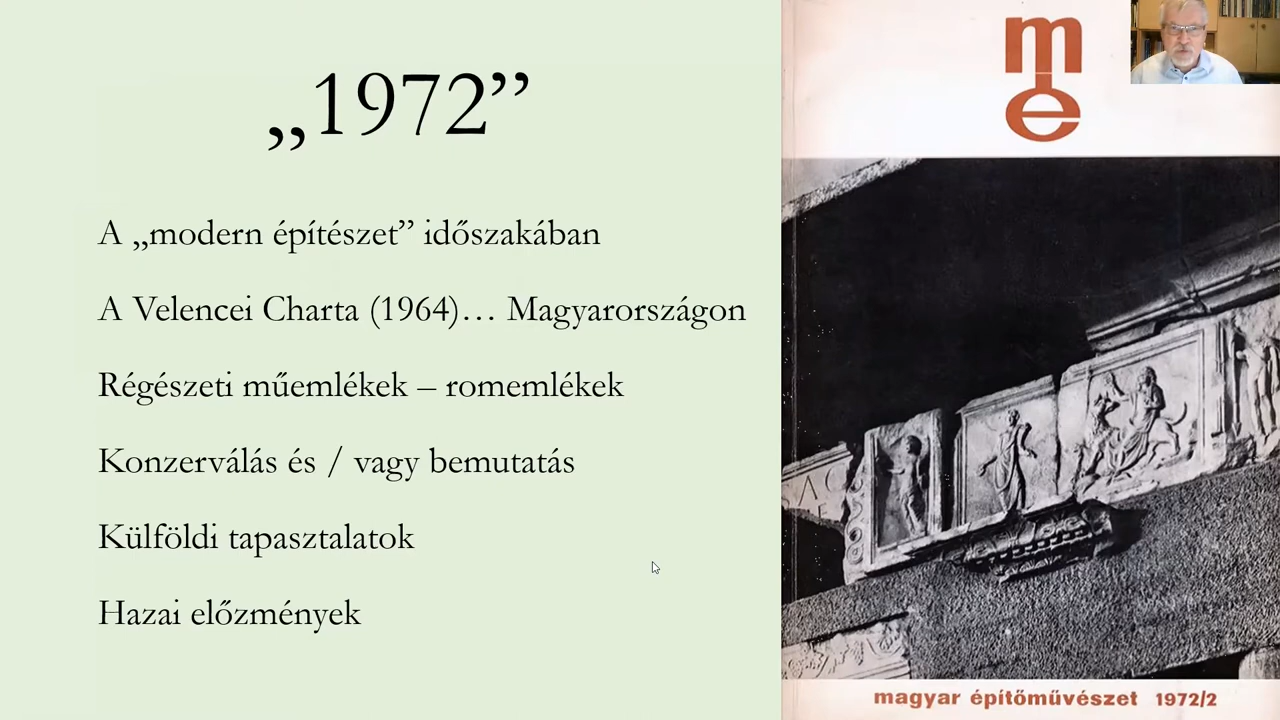 „1972”
A „modern építészet” időszakában
A Velencei Charta (1964)… Magyarországon
Régészeti műemlékek – romemlékek
Konzerválás és / vagy bemutatás
Külföldi tapasztalatok
Hazai előzmények
m
e
magyar építőművészet 1972/2